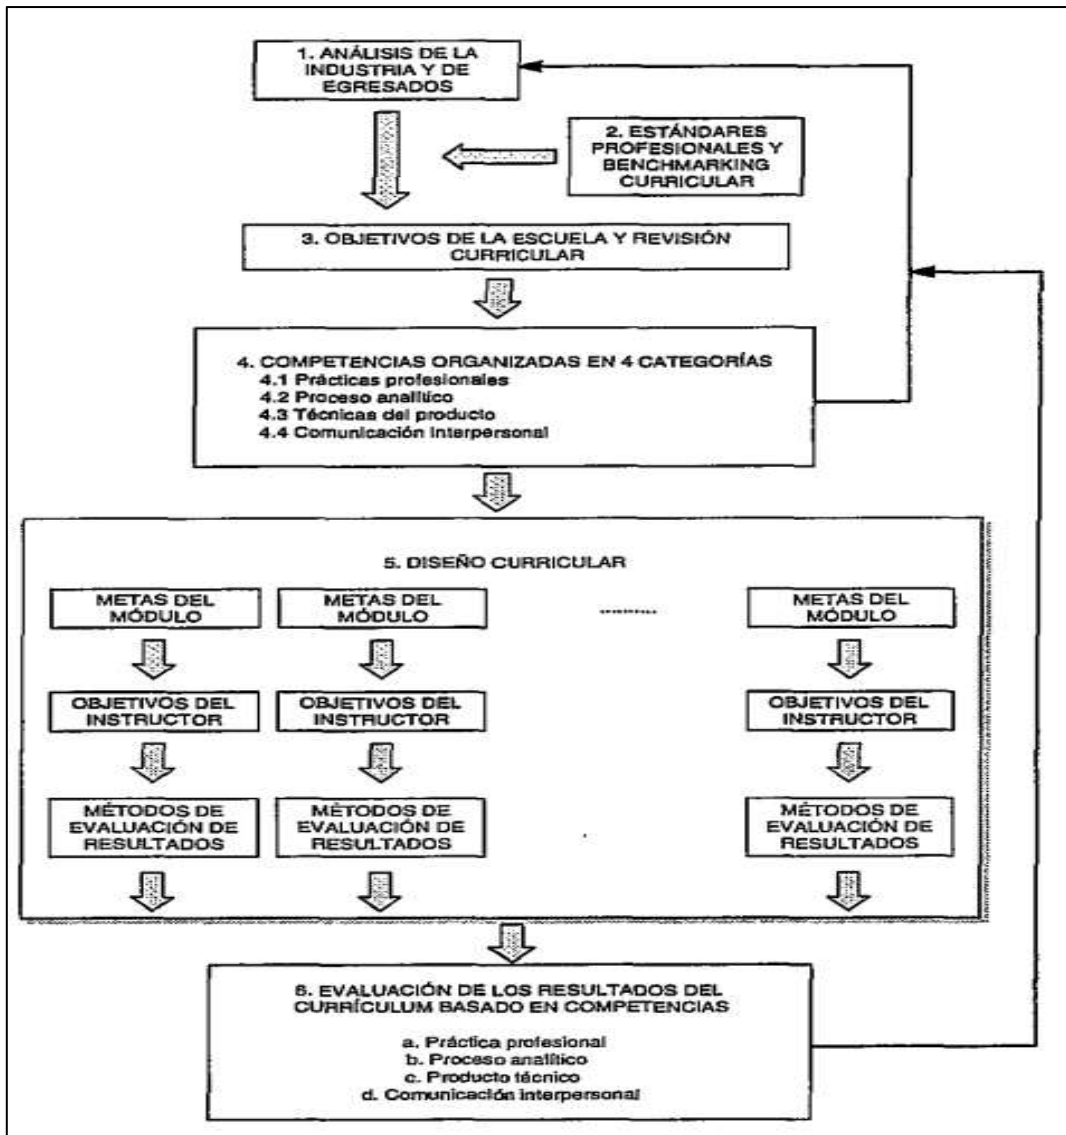 1. ANÁLISIS DE LA
INDUSTRIA Y DE
EGRESADOS
2. ESTÁNDARES
PROFESIONALES Y
BENCHMARKING
CURRICULAR
3. OBJETIVOS DE LA ESCUELA Y REVISIÓN
CURRICULAR
4. COMPETENCIAS ORGANIZADAS EN 4 CATEGORÍAS
4.1 Prácticas profesionales
4.2 Proceso analítico
4.3 Técnicas del producto
4.4 Comunicación interpersonal
5. DISEÑO CURRICULAR
METAS DEL
MÓDULO
METAS DEL
MÓDULO
..........
METAS DEL
MÓDULO
OBJETIVOS DEL
INSTRUCTOR
OBJETIVOS DEL
INSTRUCTOR
OBJETIVOS DEL
INSTRUCTOR
MÉTODOS DE
EVALUACIÓN DE
RESULTADOS
MÉTODOS DE
EVALUACIÓN DE
RESULTADOS
MÉTODOS DE
EVALUACIÓN DE
RESULTADOS
6. EVALUACIÓN DE LOS RESULTADOS DEL
CURRÍCULUM BASADO EN COMPETENCIAS
a. Práctica profesional
b. Proceso analítico
c. Producto técnico
d. Comunicación interpersonal